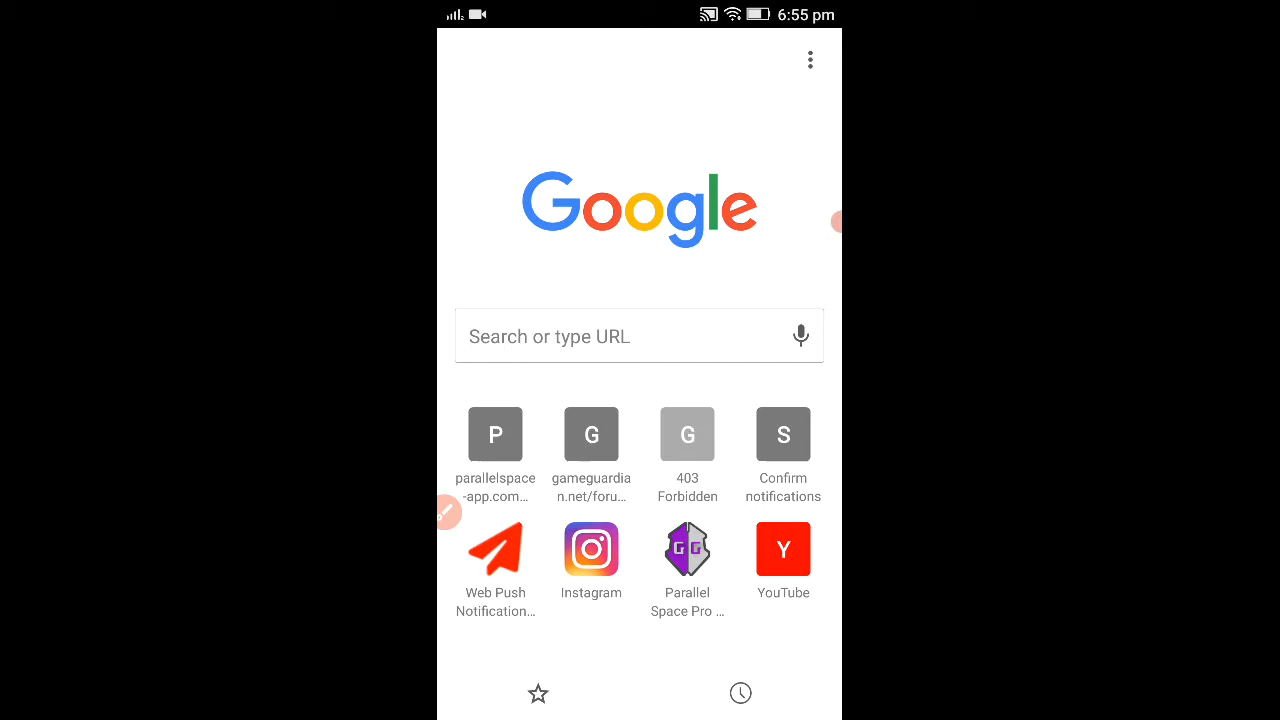 6:55 pm
Google
Search or type URL
P G G S
parallelspace gameguardia 403 Confirm
-app.com... n.net/foru... Forbidden notifications
G G Y
Web Push Instagram Parallel YouTube
Notification... Space Pro ...